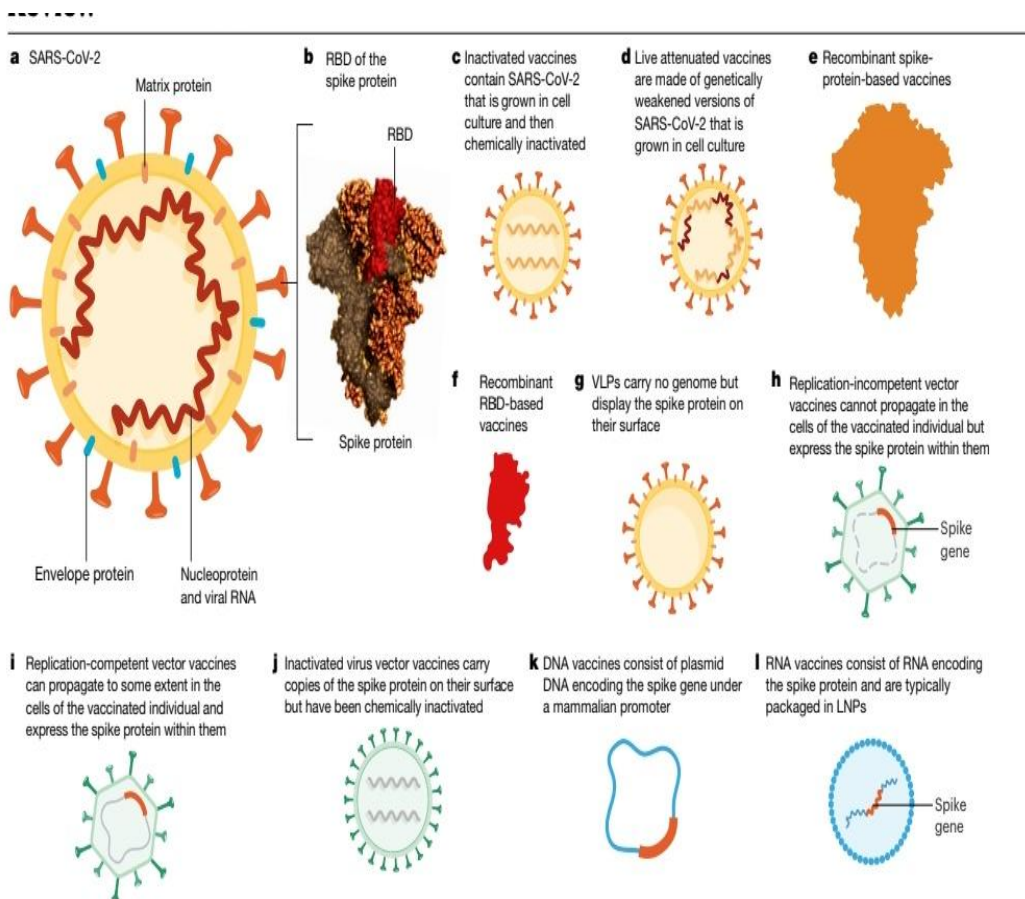 Review
a SARS-CoV-2
Matrix protein
Envelope protein
Nucleoprotein
and viral RNA
b RBD of the
spike protein
RBD
Spike protein
c Inactivated vaccines
contain SARS-CoV-2
that is grown in cell
culture and then
chemically inactivated
d Live attenuated vaccines
are made of genetically
weakened versions of
SARS-CoV-2 that is
grown in cell culture
e Recombinant spike-
protein-based vaccines
f Recombinant
RBD-based
vaccines
g VLPs carry no genome but
display the spike protein on
their surface
h Replication-incompetent vector
vaccines cannot propagate in the
cells of the vaccinated individual but
express the spike protein within them
Spike
gene
i Replication-competent vector vaccines
can propagate to some extent in the
cells of the vaccinated individual and
express the spike protein within them
j Inactivated virus vector vaccines carry
copies of the spike protein on their surface
but have been chemically inactivated
k DNA vaccines consist of plasmid
DNA encoding the spike gene under
a mammalian promoter
l RNA vaccines consist of RNA encoding
the spike protein and are typically
packaged in LNPs
Spike
gene